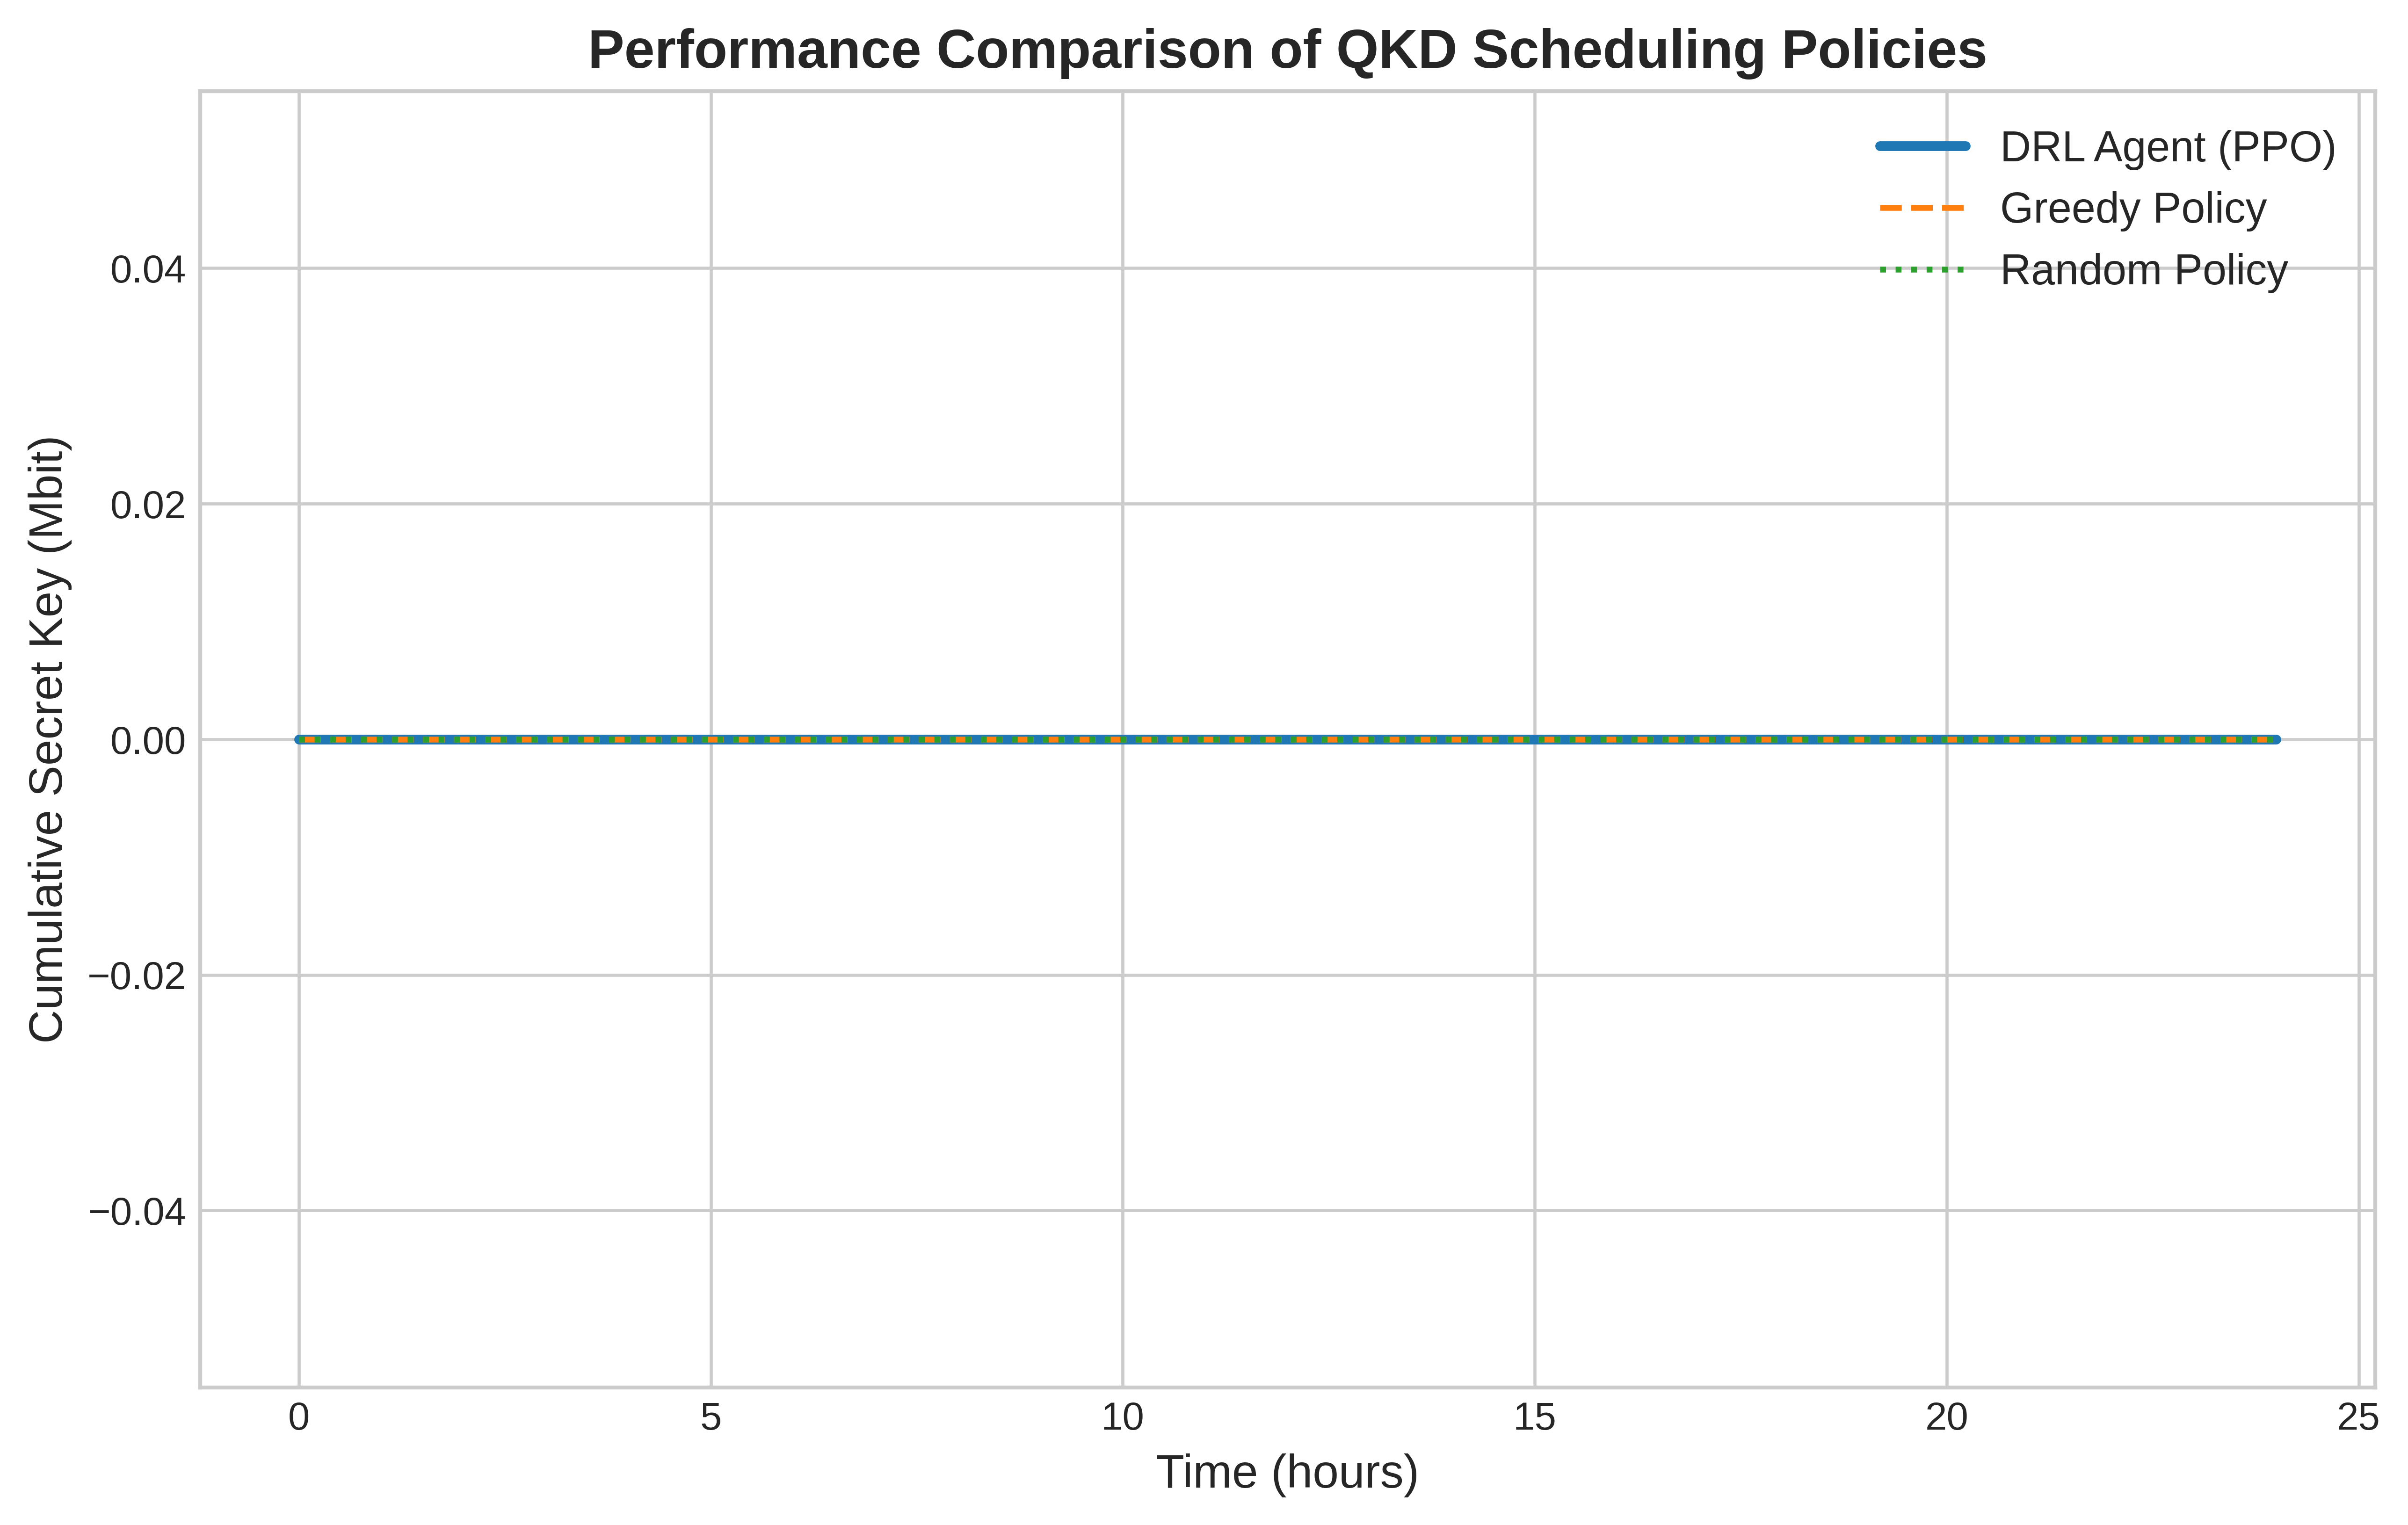 Performance Comparison of QKD Scheduling Policies
DRL Agent (PPO)
Greedy Policy
Random Policy
Cumulative Secret Key (Mbit)
0.04
0.02
0.00
−0.02
−0.04
0 5 10 15 20 25
Time (hours)